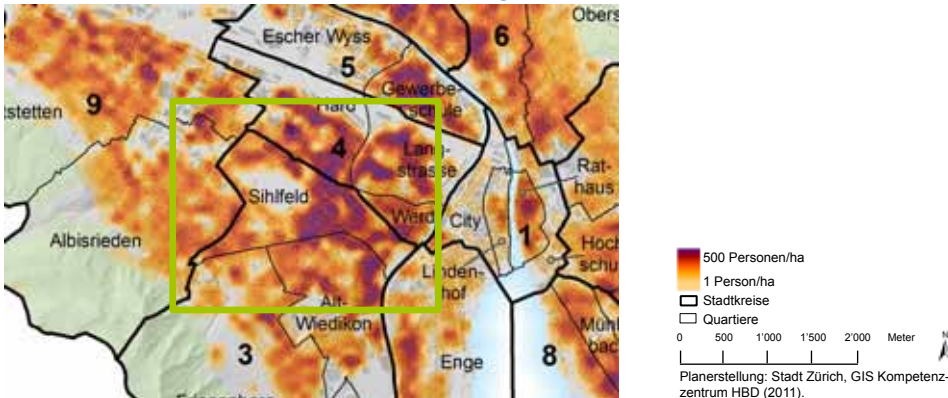 Obers
Escher Wyss
6
5
Gewerbe-
schule
tstetten
9
Hard
4
Lang-
strasse
Rat-
haus
Sihlfeld
Werd
City
1
Albisrieden
Hoch
schu
Linden-
hof
500 Personen/ha
1 Person/ha
Alt-
Wiedikon
Stadtkreise
Quartiere
Mühl
bac
3
Enge
8
0 500 1'000 1'500 2'000 Meter
N
Planerstellung: Stadt Zürich, GIS Kompetenz-
zentrum HBD (2011).